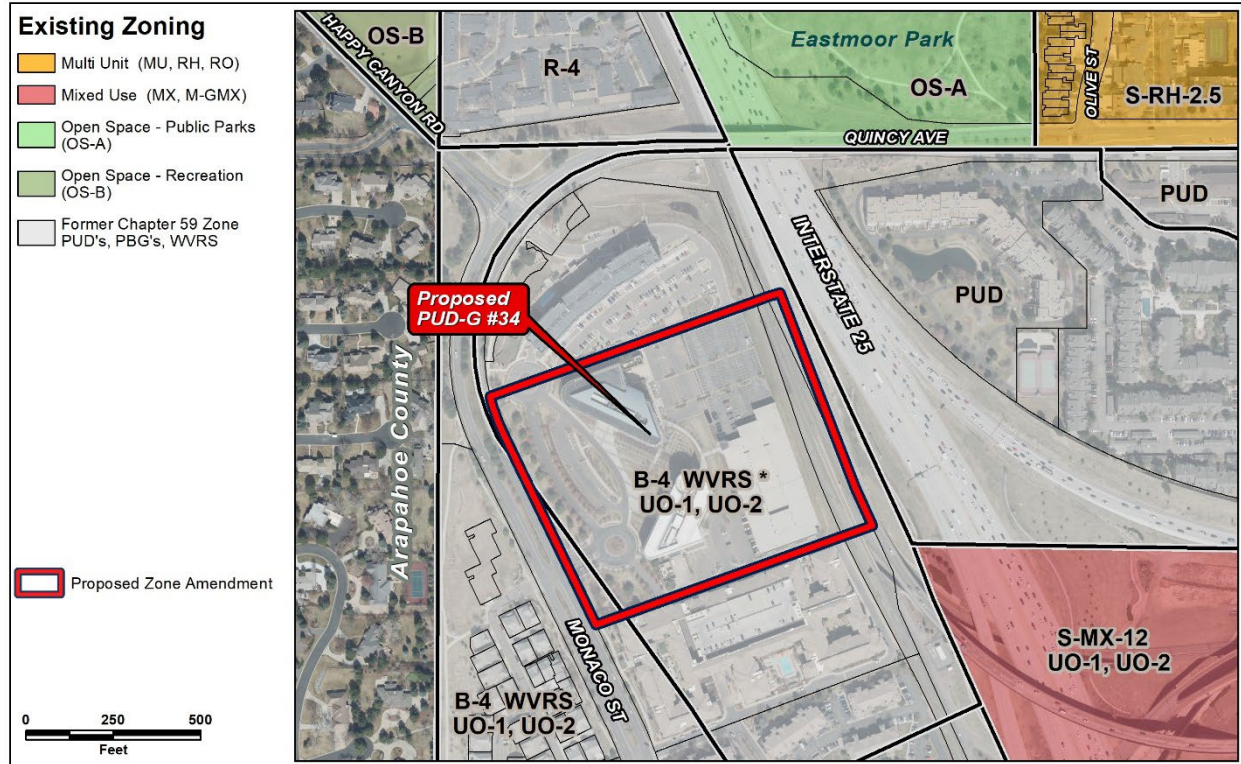 Existing Zoning
Multi Unit (MU, RH, RO)
Mixed Use (MX, M-GMX)
Open Space - Public Parks
(OS-A)
Open Space - Recreation
(OS-B)
Former Chapter 59 Zone
PUD's, PBG's, WVRS
Proposed Zone Amendment
0 250 500
Feet
HAPPY CANYON RD
OS-B
R-4
Eastmoor Park
OS-A
QUINCY AVE
OLIVE ST
S-RH-2.5
PUD
PUD
INTERSTATE 25
Proposed
PUD-G #34
Arapahoe County
B-4 WVRS *
UO-1, UO-2
MONACO ST
B-4 WVRS
UO-1, UO-2
S-MX-12
UO-1, UO-2